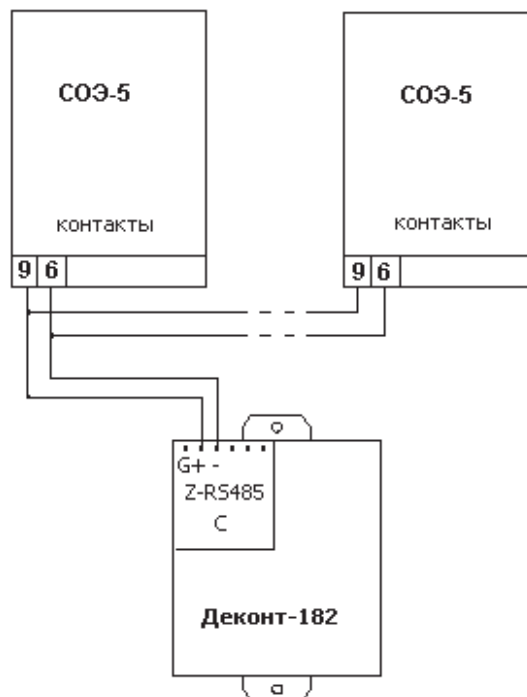 СОЭ-5
контакты
9 6
СОЭ-5
контакты
9 6
G+ -
Z-RS485
C
Деконт-182